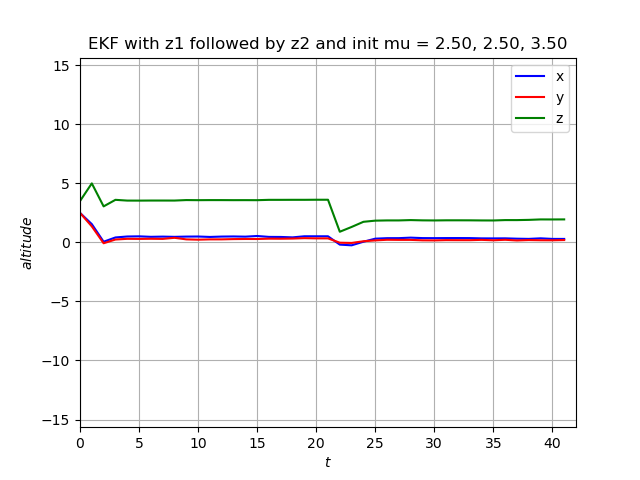 EKF with z1 followed by z2 and init mu = 2.50, 2.50, 3.50
15
10
5
0
−5
−10
−15
altitude
x
y
z
0 5 10 15 20 25 30 35 40
t